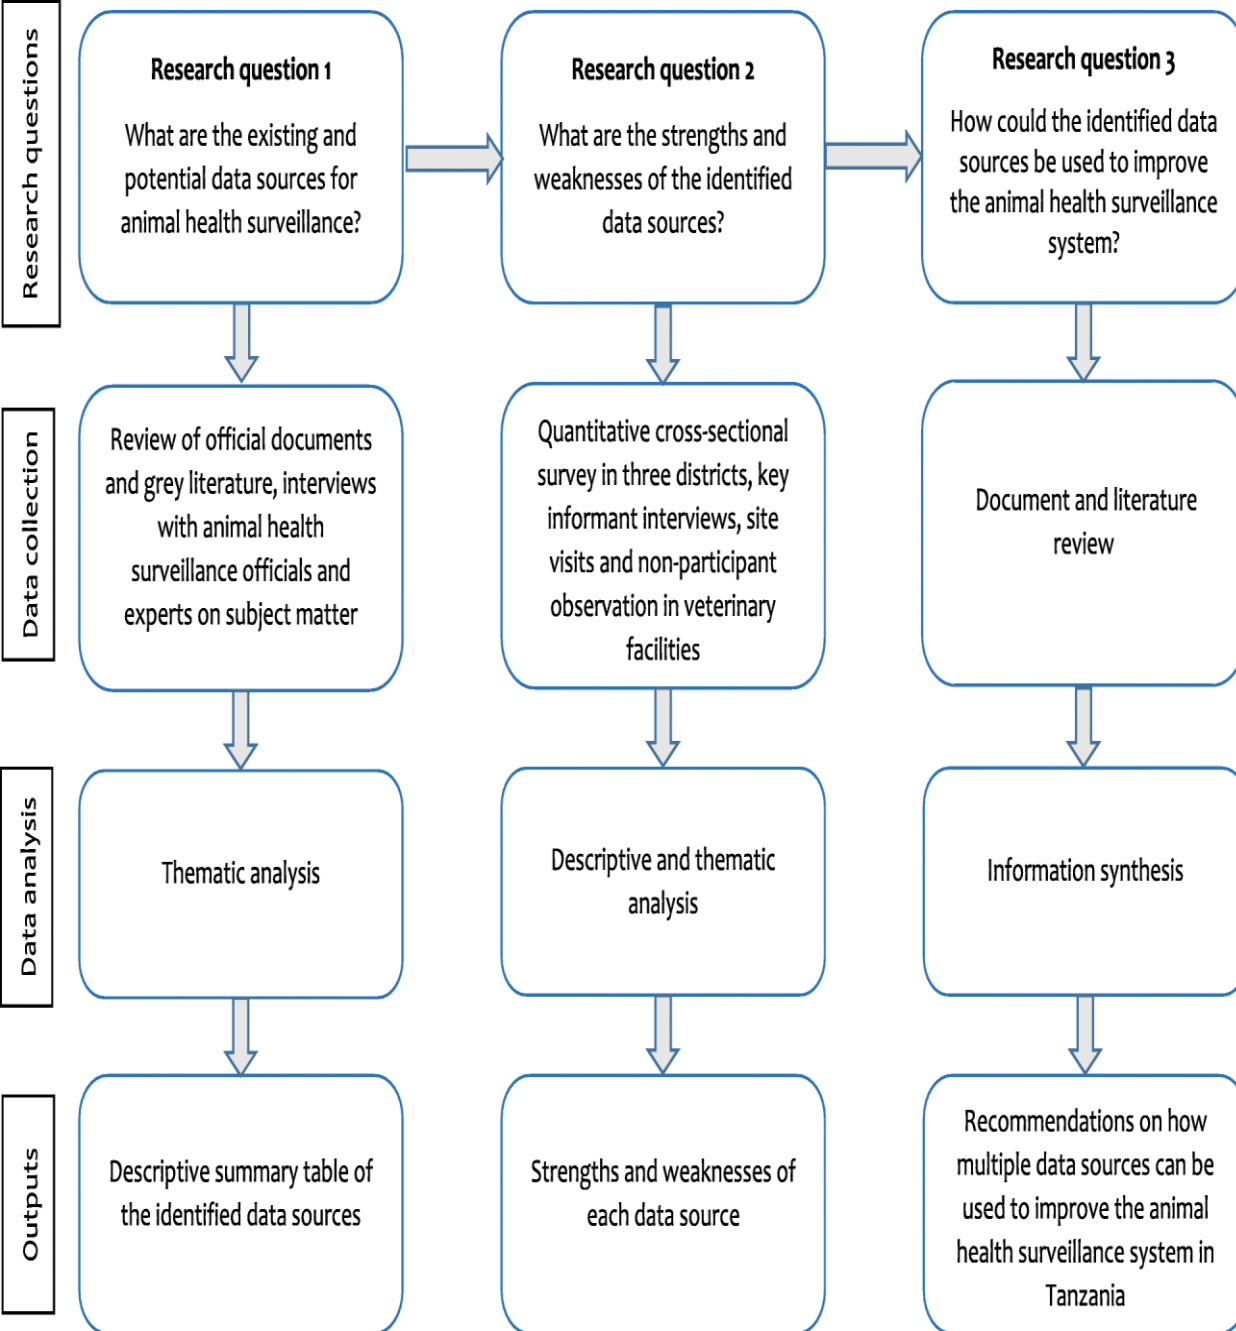 Research questions
Research question 1
What are the existing and
potential data sources for
animal health surveillance?
Research question 2
What are the strengths and
weaknesses of the identified
data sources?
Research question 3
How could the identified data
sources be used to improve
the animal health surveillance
system?
Data collection
Review of official documents
and grey literature, interviews
with animal health
surveillance officials and
experts on subject matter
Quantitative cross-sectional
survey in three districts, key
informant interviews, site
visits and non-participant
observation in veterinary
facilities
Document and literature
review
Data analysis
Thematic analysis
Descriptive and thematic
analysis
Information synthesis
Outputs
Descriptive summary table of
the identified data sources
Strengths and weaknesses of
each data source
Recommendations on how
multiple data sources can be
used to improve the animal
health surveillance system in
Tanzania